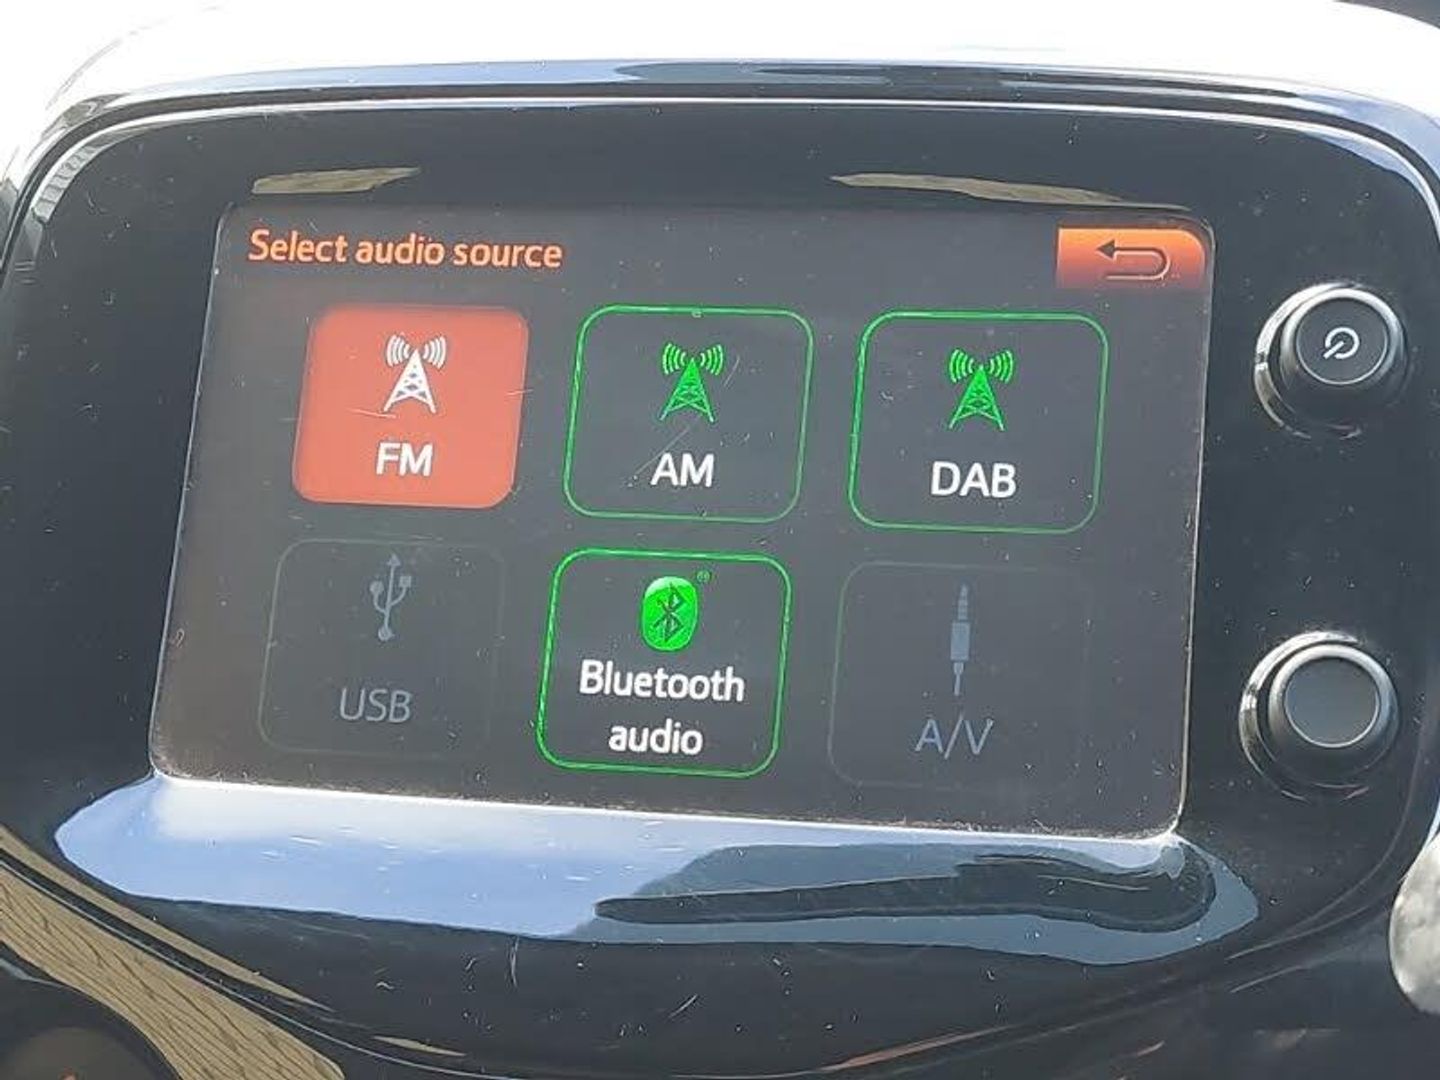 Select audio source
FM
AM
DAB
USB
Bluetooth
audio
A/V